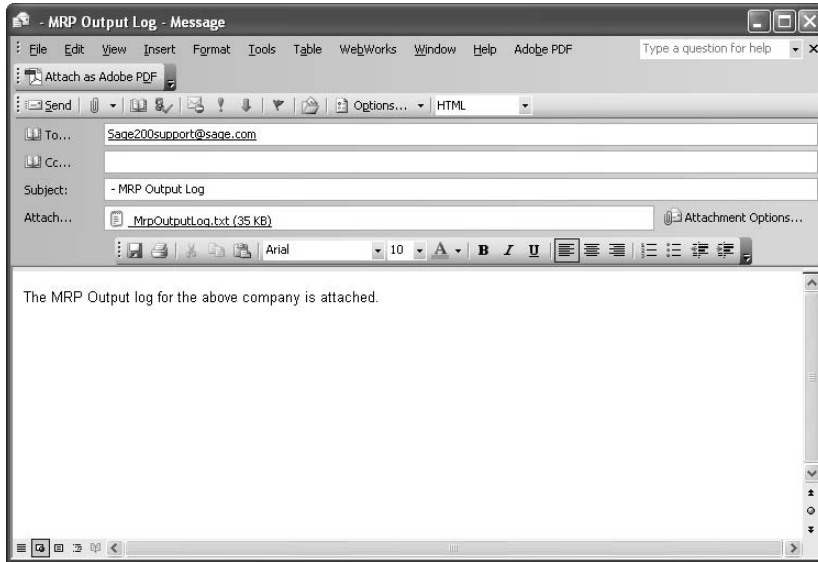 - MRP Output Log - Message
File Edit View Insert Format Tools Table WebWorks Window Help Adobe PDF Type a question for help
Attach as Adobe PDF
Send Options... HTML
To... Sage200support@sage.com
Cc...
Subject: - MRP Output Log
Attach... _MrpOutputLog.txt (35 KB) Attachment Options...
Arial 10 A B I U
The MRP Output log for the above company is attached.